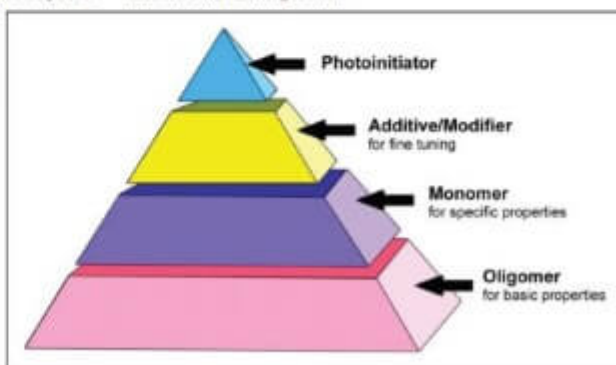 Photoinitiator
Additive/Modifier
for fine tuning
Monomer
for specific properties
Oligomer
for basic properties